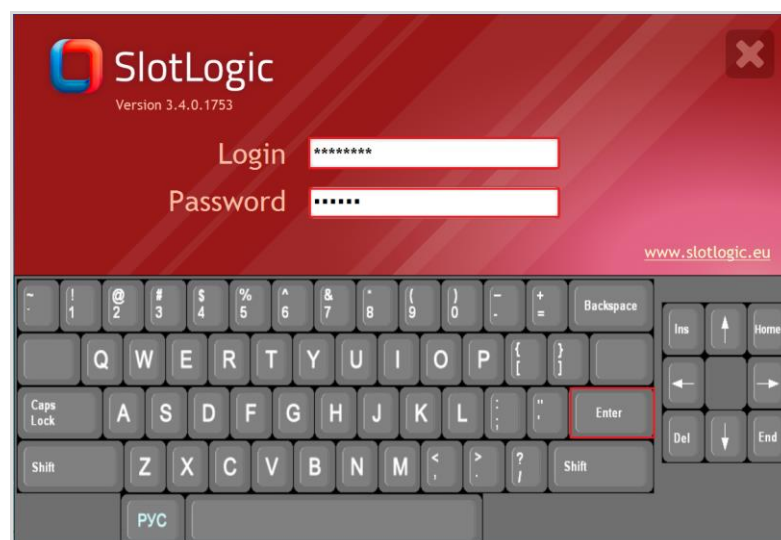 SlotLogic
Version 3.4.0.1753
Login ********
Password ••••••
www.slotlogic.eu
~ ` ! 1 @ 2 # 3 $ 4 % 5 ^ 6 & 7 * 8 ( 9 ) 0 - - + = Backspace
Q W E R T Y U I O P { [ } ]
Caps Lock A S D F G H J K L : ; " ' Enter
Shift Z X C V B N M < , > . ? / Shift
РУС
Ins Home
Del End